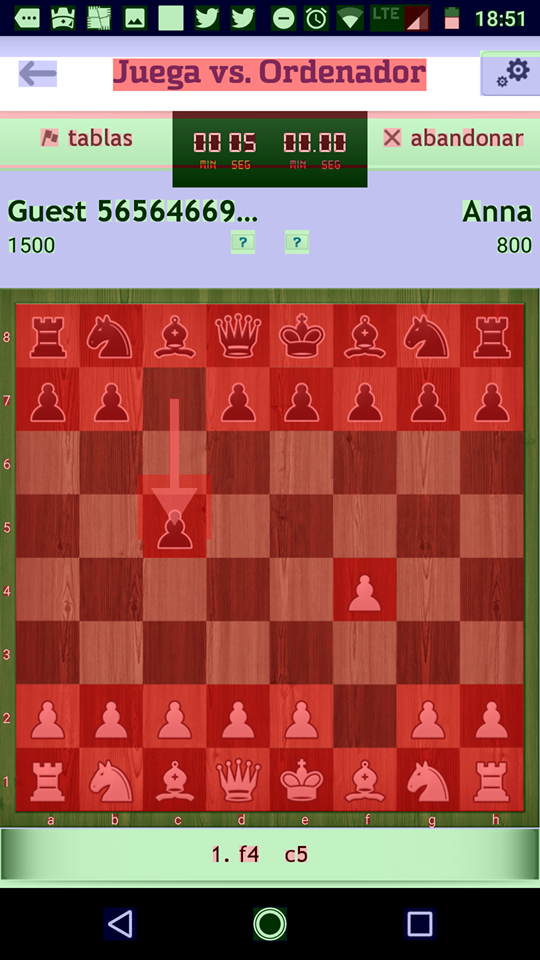 LTE 18:51
Juega vs. Ordenador
tablas 00 05 00.00 abandonar
MIN SEG MIN SEG
Guest 56564669... Anna
1500 ? ? 800
8
7
6
5
4
3
2
1
a b c d e f g h
1. f4 c5